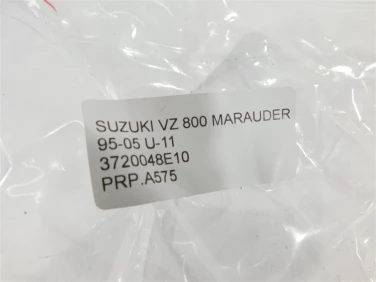 SUZUKI VZ 800 MARAUDER
95-05 U-11
3720048E10
PRP.A575